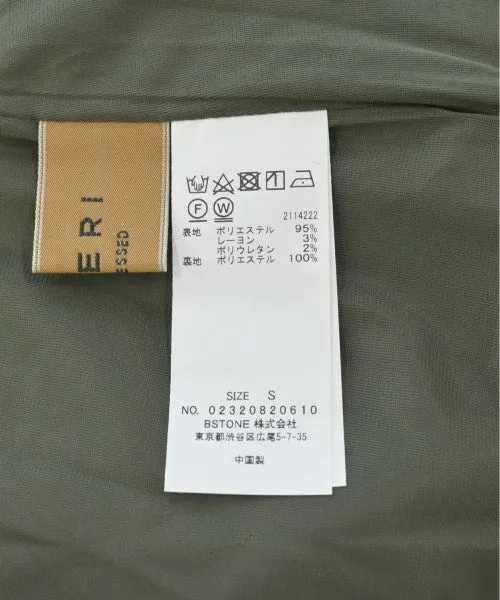 ERI
ESSED
F W
2114222
表地 ポリエステル 95%
レーヨン 3%
ポリウレタン 2%
裏地 ポリエステル 100%
SIZE S
NO. 02320820610
BSTONE 株式会社
東京都渋谷区広尾5-7-35
中国製